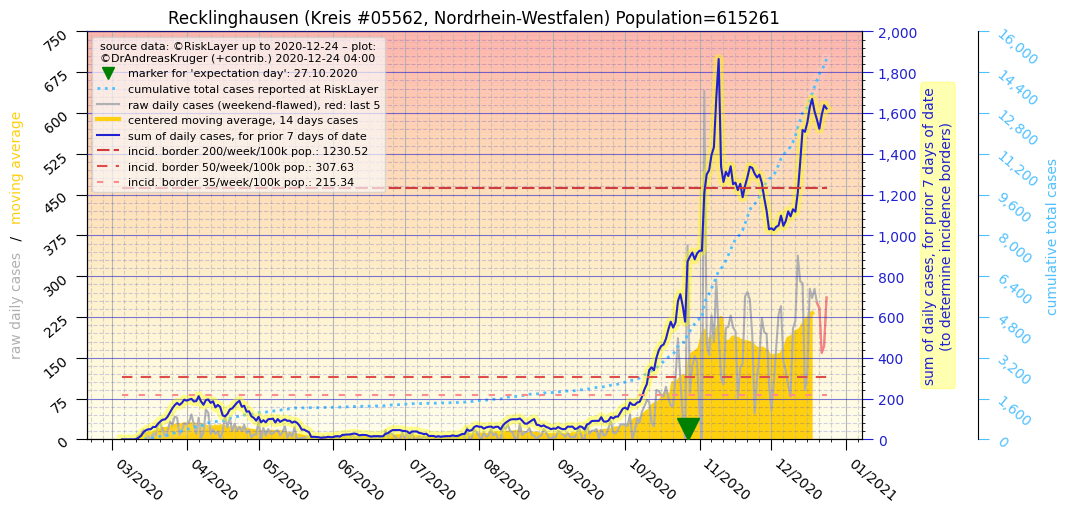 Recklinghausen (Kreis #05562, Nordrhein-Westfalen) Population=615261
source data: ©RiskLayer up to 2020-12-24 – plot:
©DrAndreasKruger (+contrib.) 2020-12-24 04:00
marker for 'expectation day': 27.10.2020
cumulative total cases reported at RiskLayer
raw daily cases (weekend-flawed), red: last 5
centered moving average, 14 days cases
sum of daily cases, for prior 7 days of date
incid. border 200/week/100k pop.: 1230.52
incid. border 50/week/100k pop.: 307.63
incid. border 35/week/100k pop.: 215.34
raw daily cases / moving average
750
675
600
525
450
375
300
225
150
75
0
03/2020
04/2020
05/2020
06/2020
07/2020
08/2020
09/2020
10/2020
11/2020
12/2020
01/2021
2,000
1,800
1,600
1,400
1,200
1,000
800
600
400
200
0
sum of daily cases, for prior 7 days of date
(to determine incidence borders)
16,000
14,400
12,800
11,200
9,600
8,000
6,400
4,800
3,200
1,600
0
cumulative total cases